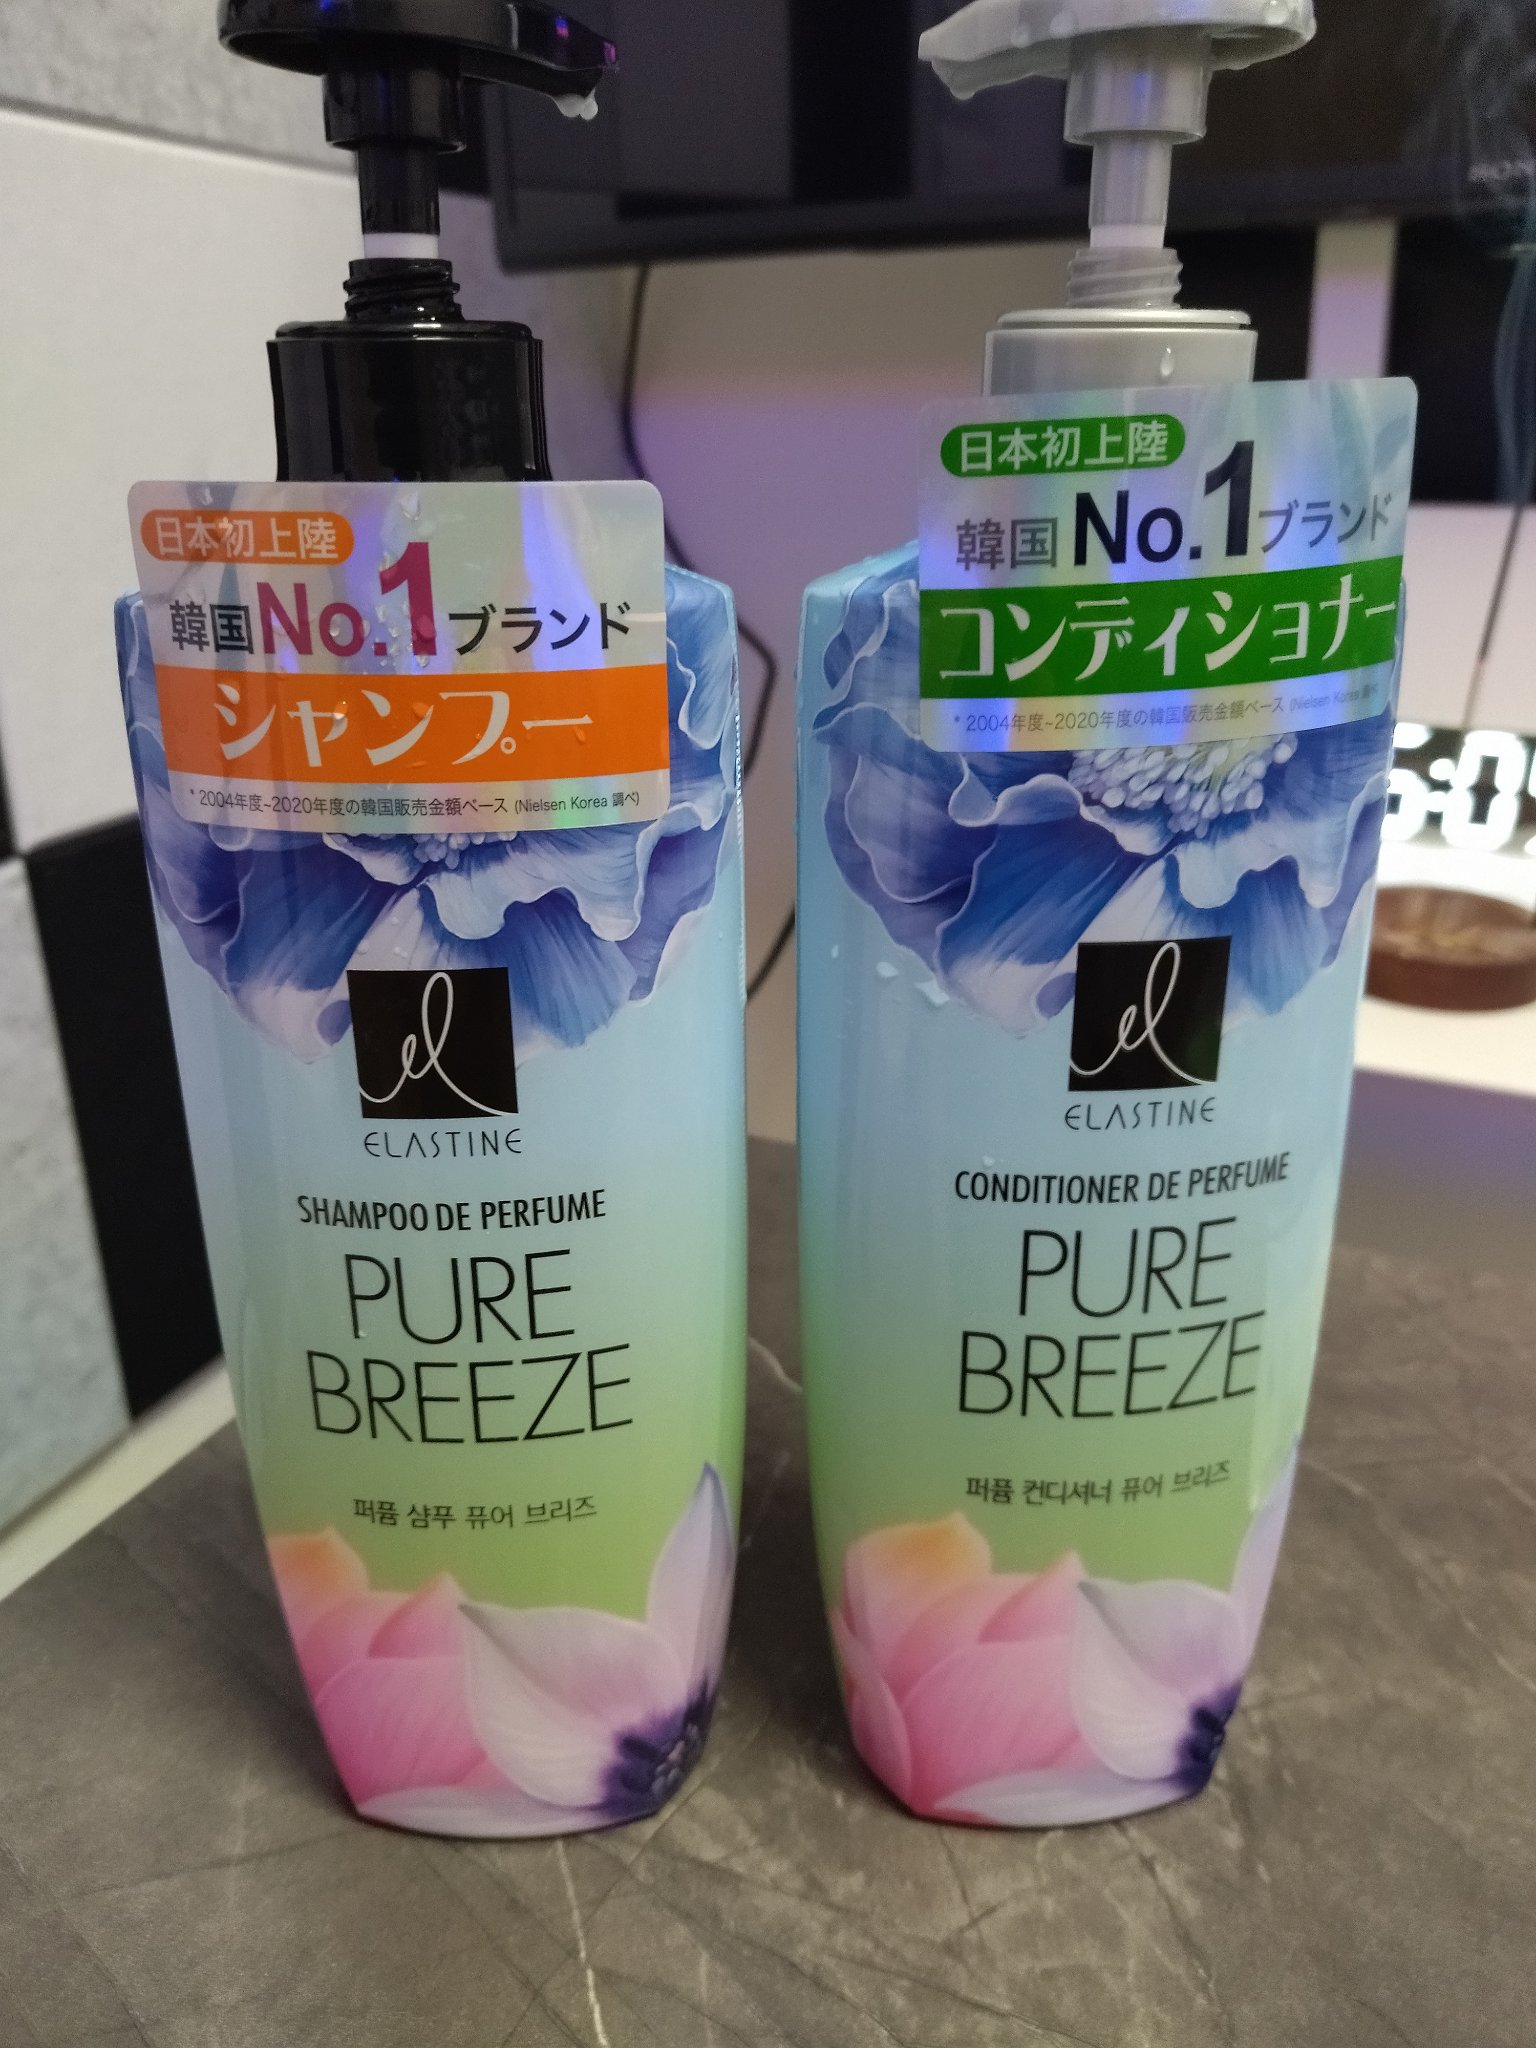 日本初上陸
韓国No.1ブランド
シャンプー
* 2004年度~2020年度の韓国販売金額ベース (Nielsen Korea 調べ)
el
ELASTINE
SHAMPOO DE PERFUME
PURE
BREEZE
퍼퓸 샴푸 퓨어 브리즈
日本初上陸
韓国No.1ブランド
コンディショナー
* 2004年度~2020年度の韓国販売金額ベース (Nielsen Korea 調べ
el
ELASTINE
CONDITIONER DE PERFUME
PURE
BREEZE
퍼퓸 컨디셔너 퓨어 브리즈